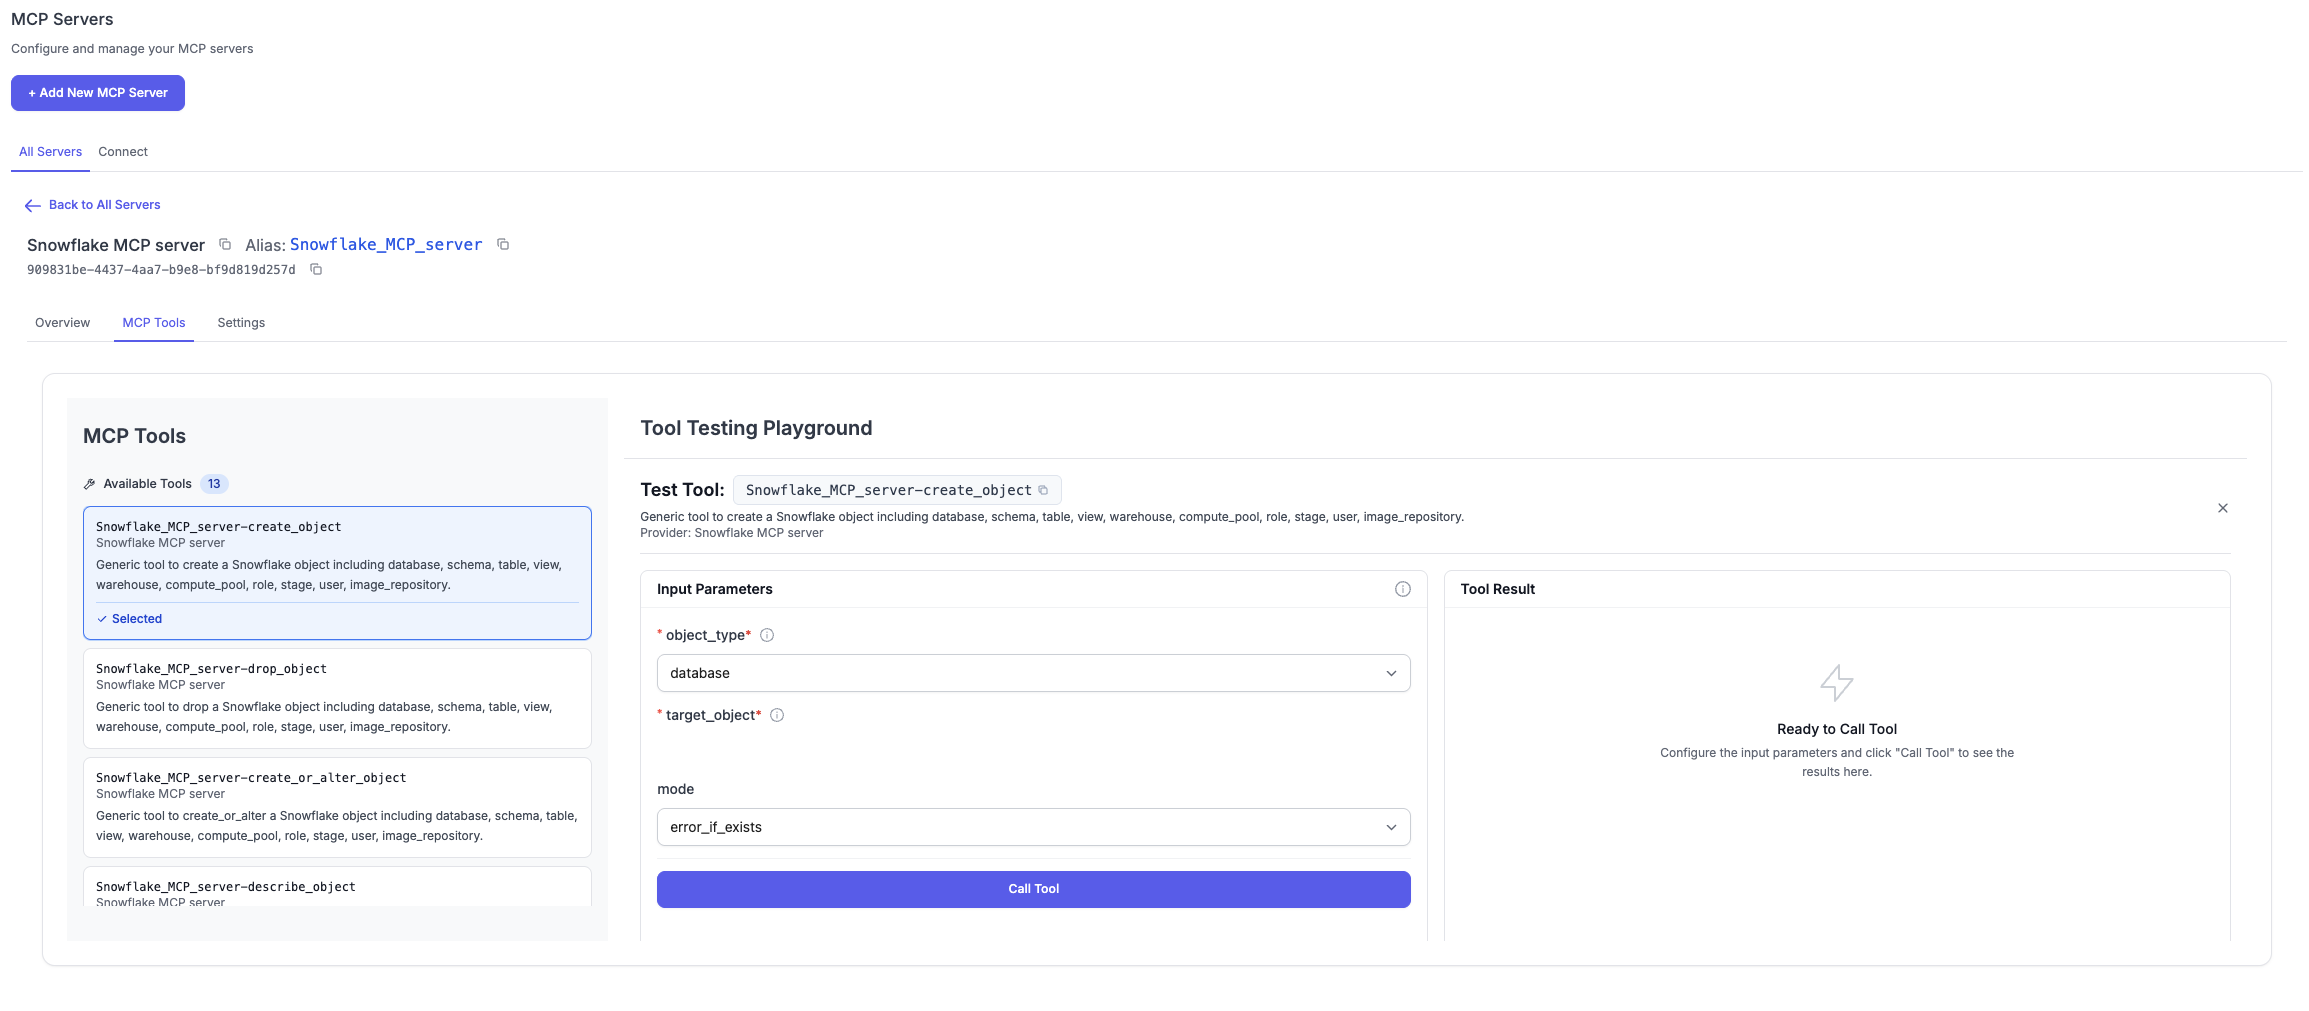 MCP Servers
Configure and manage your MCP servers
+ Add New MCP Server
All Servers Connect
Back to All Servers
Snowflake MCP server Alias: Snowflake_MCP_server
909831be-4437-4aa7-b9e8-bf9d819d257d
Overview MCP Tools Settings
MCP Tools
Available Tools 13
Snowflake_MCP_server-create_object
Snowflake MCP server
Generic tool to create a Snowflake object including database, schema, table, view,
warehouse, compute_pool, role, stage, user, image_repository.
Selected
Snowflake_MCP_server-drop_object
Snowflake MCP server
Generic tool to drop a Snowflake object including database, schema, table, view,
warehouse, compute_pool, role, stage, user, image_repository.
Snowflake_MCP_server-create_or_alter_object
Snowflake MCP server
Generic tool to create_or_alter a Snowflake object including database, schema, table,
view, warehouse, compute_pool, role, stage, user, image_repository.
Snowflake_MCP_server-describe_object
Snowflake MCP server
Tool Testing Playground
Test Tool: Snowflake_MCP_server-create_object
Generic tool to create a Snowflake object including database, schema, table, view, warehouse, compute_pool, role, stage, user, image_repository.
Provider: Snowflake MCP server
Input Parameters
* object_type*
database
* target_object*
mode
error_if_exists
Call Tool
Tool Result
Ready to Call Tool
Configure the input parameters and click "Call Tool" to see the
results here.